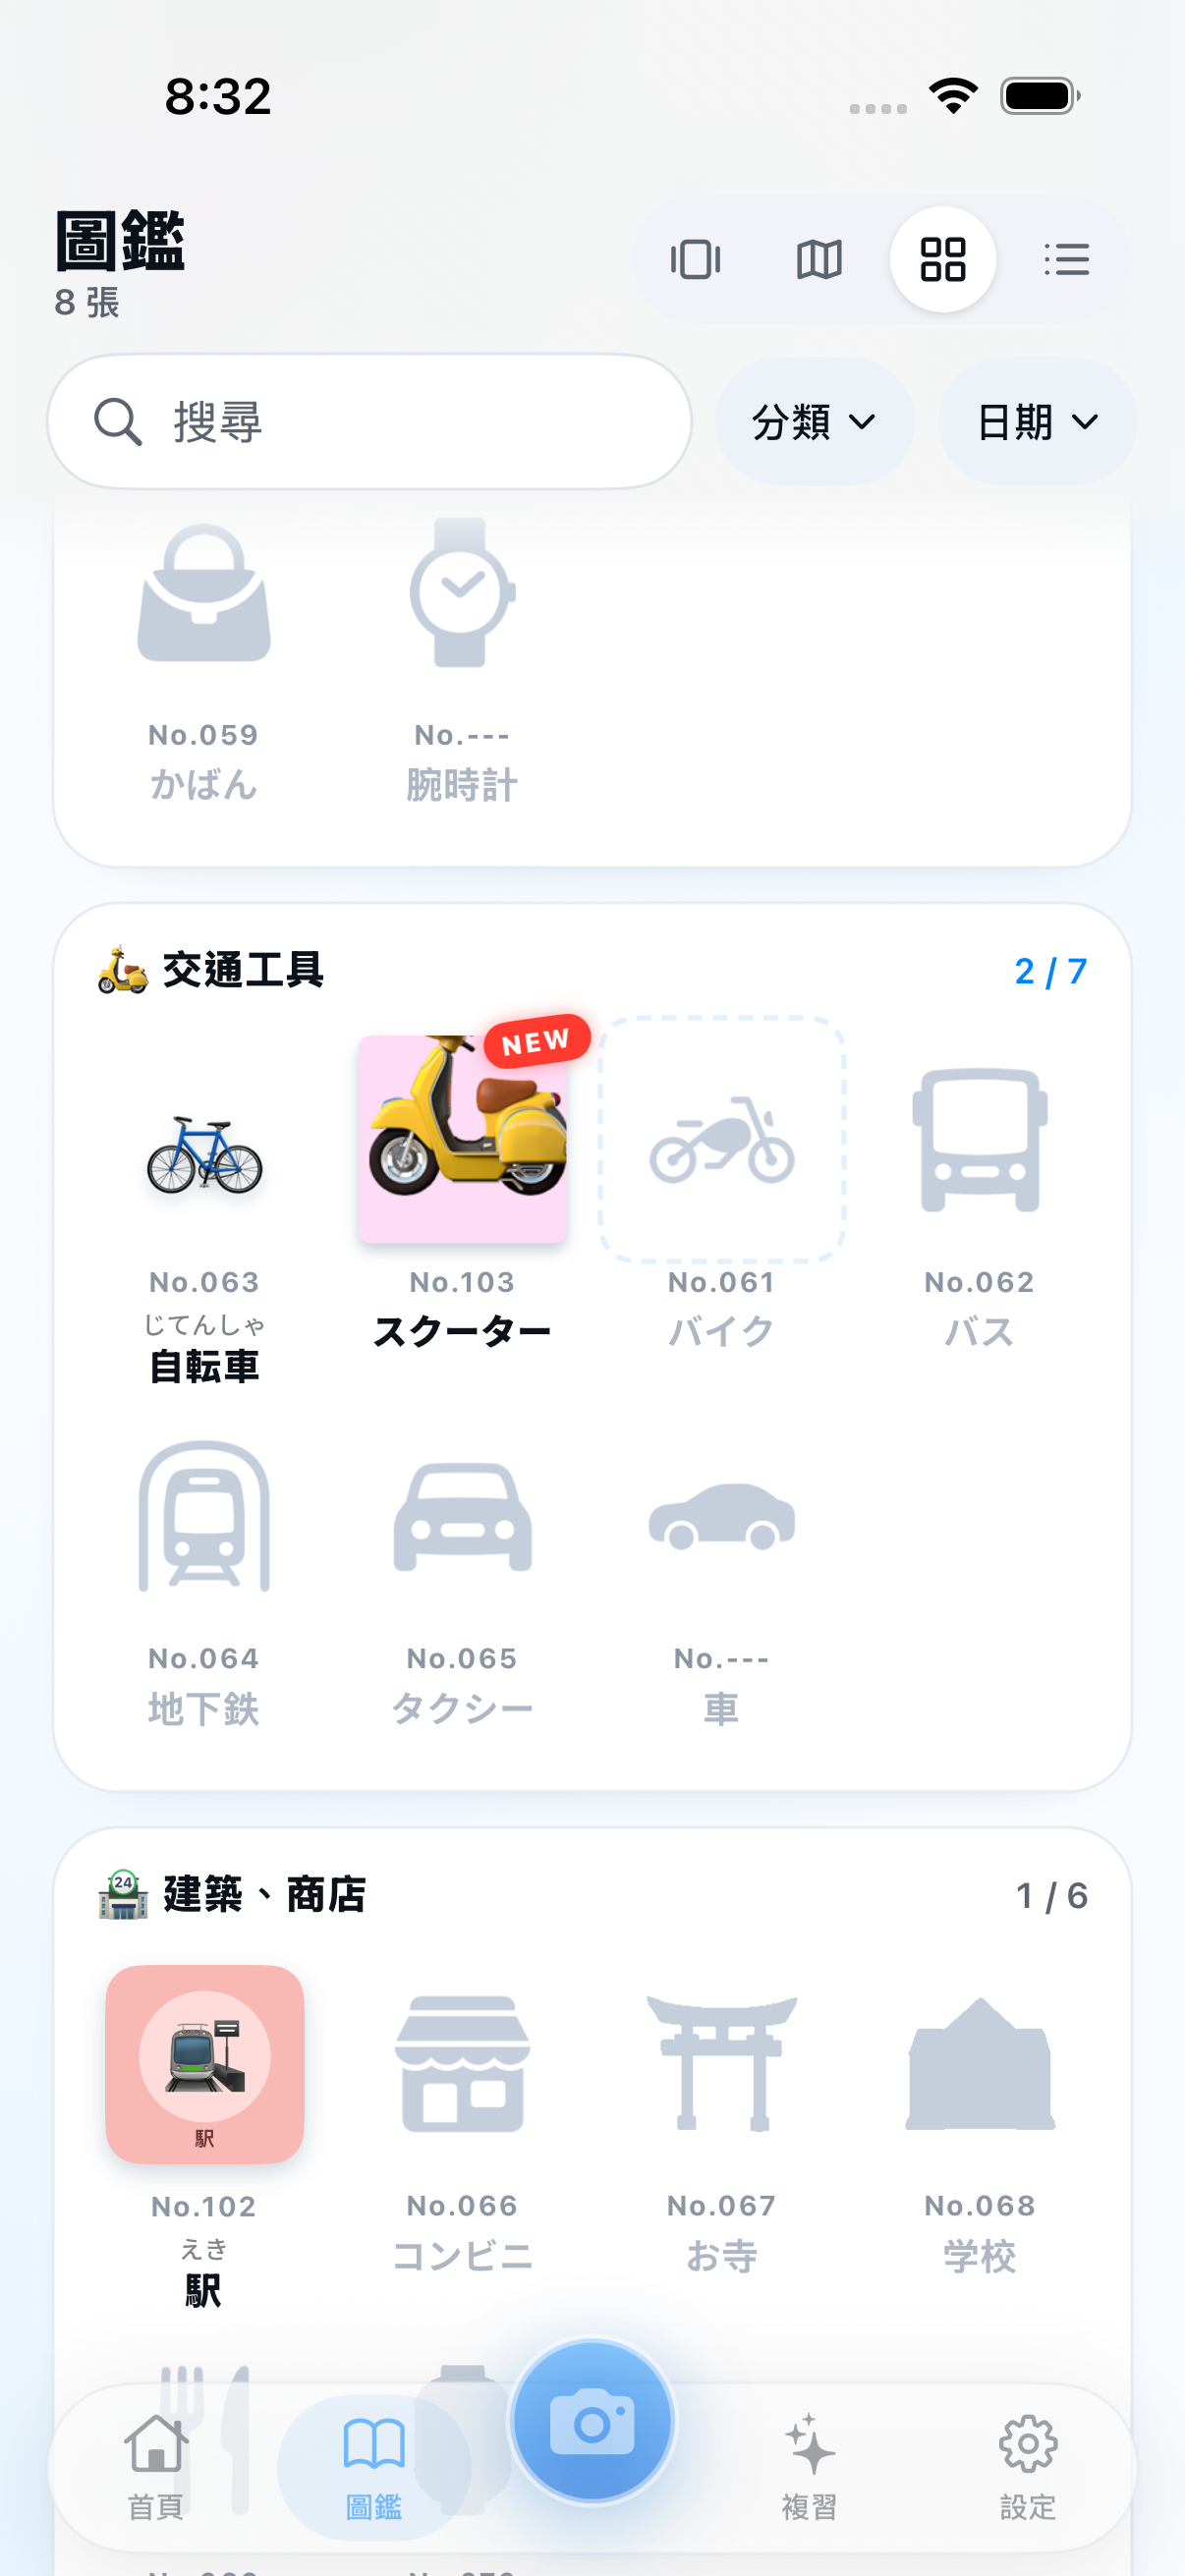 8:32
圖鑑
8 張
搜尋
分類
日期
No.059
No.---
かばん
腕時計
交通工具
2 / 7
NEW
No.063
No.103
No.061
No.062
じてんしゃ
自転車
スクーター
バイク
バス
No.064
No.065
No.---
地下鉄
タクシー
車
24
建築、商店
1 / 6
駅
No.102
No.066
No.067
No.068
えき
駅
コンビニ
お寺
学校
首頁
圖鑑
複習
設定